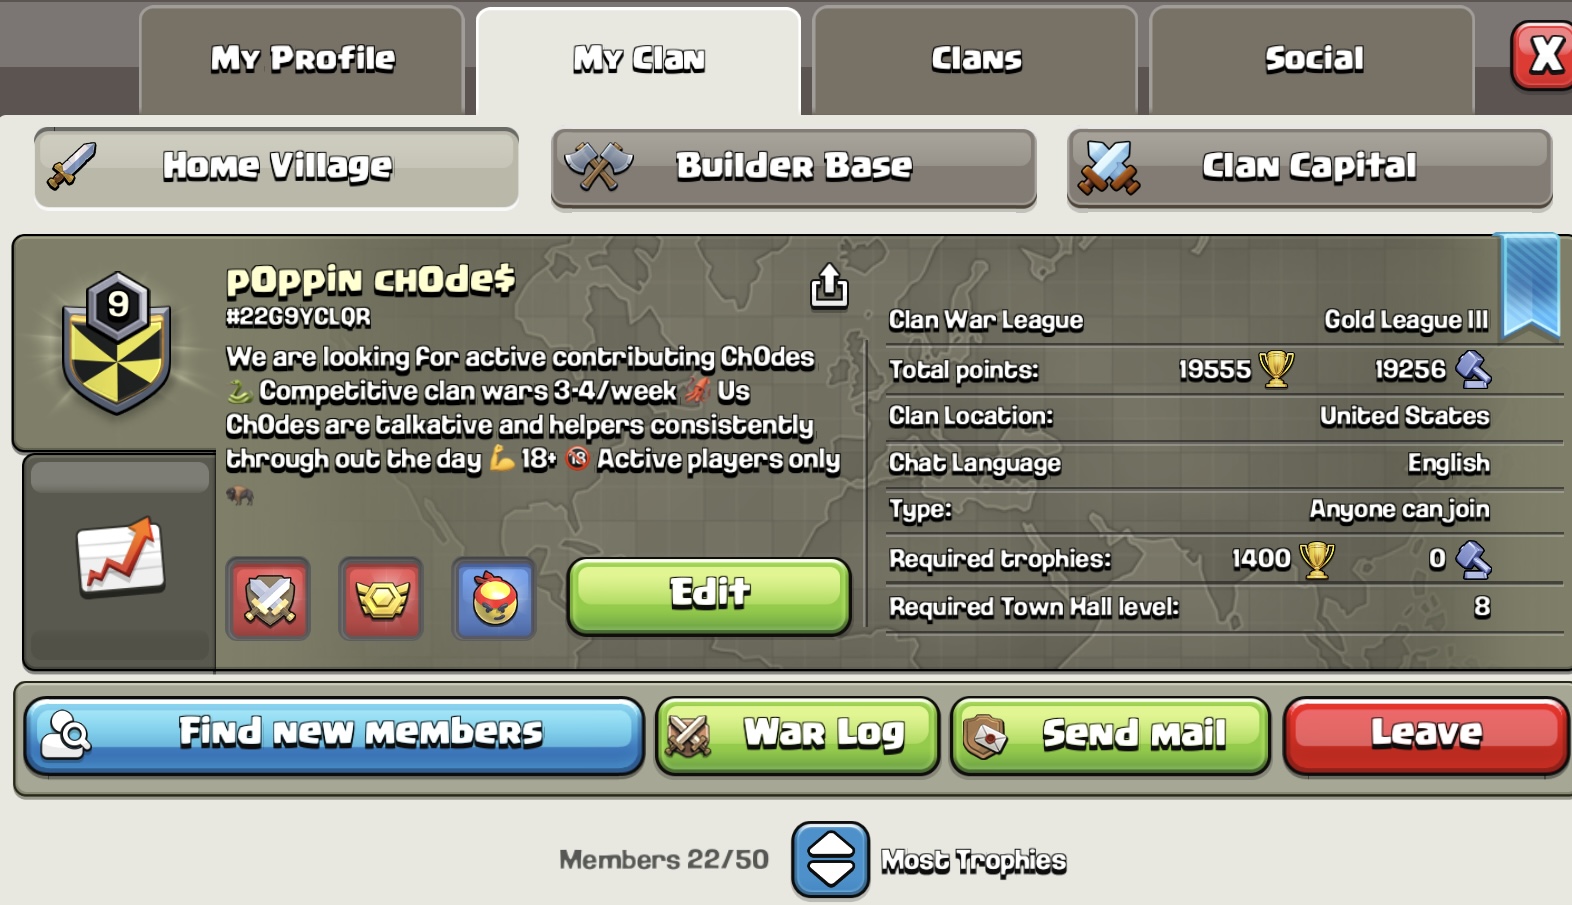 My Profile
My Clan
Clans
Social
X
Home Village
Builder Base
Clan Capital
9
pOppin chOde$
#22G9YCLQR
We are looking for active contributing ChOdes
🐍 Competitive clan wars 3-4/week 🦑 Us
ChOdes are talkative and helpers consistently
through out the day 💪 18+ 🔞 Active players only
🦬
Edit
Clan War League Gold League III
Total points: 19555 19256
Clan Location: United States
Chat Language English
Type: Anyone can join
Required trophies: 1400 0
Required Town Hall level: 8
Find new members
War Log
Send mail
Leave
Members 22/50
Most Trophies